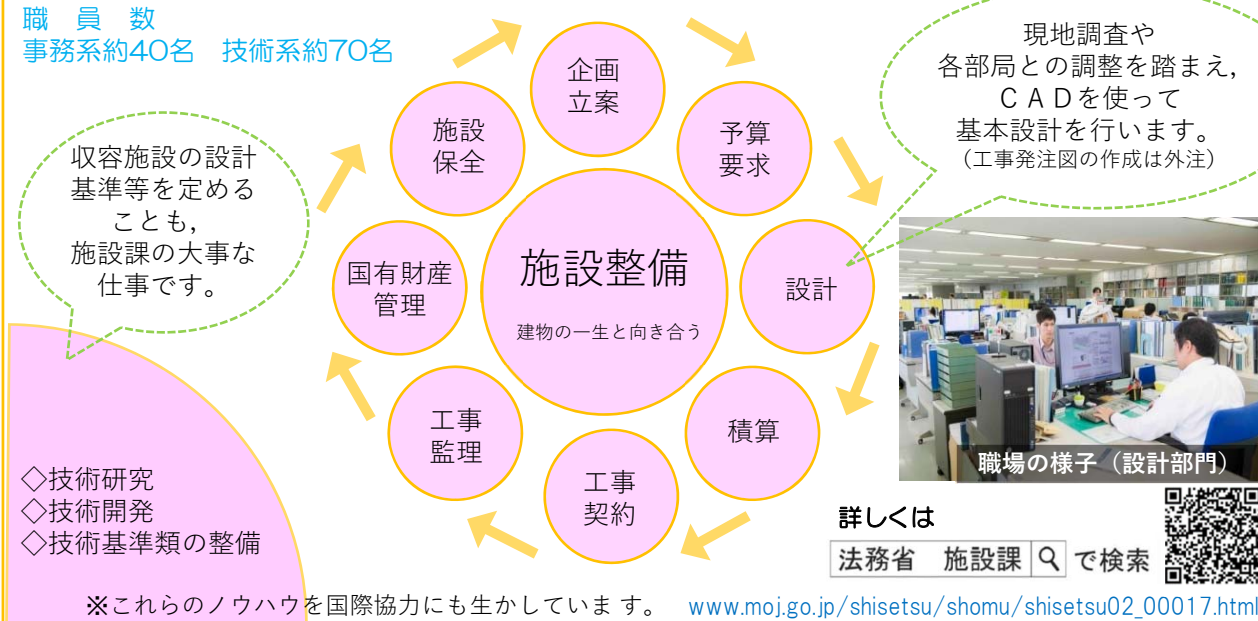 職員数
事務系約40名　技術系約70名
収容施設の設計
基準等を定める
ことも,
施設課の大事な
仕事です。
企画
立案
予算
要求
設計
積算
工事
契約
工事
監理
国有財産
管理
施設
保全
施設整備
建物の一生と向き合う
現地調査や
各部局との調整を踏まえ,
ＣＡＤを使って
基本設計を行います。
（工事発注図の作成は外注）
職場の様子（設計部門）
◇技術研究
◇技術開発
◇技術基準類の整備
詳しくは
法務省　施設課 で検索
※これらのノウハウを国際協力にも生かしています。
www.moj.go.jp/shisetsu/shomu/shisetsu02_00017.html